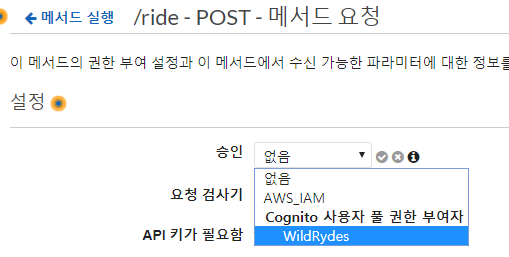 ← 메서드 실행 /ride - POST - 메서드 요청
이 메서드의 권한 부여 설정과 이 메서드에서 수신 가능한 파라미터에 대한 정보를
설정
승인 없음
없음
요청 검사기 AWS_IAM
Cognito 사용자 풀 권한 부여자
API 키가 필요함 WildRydes